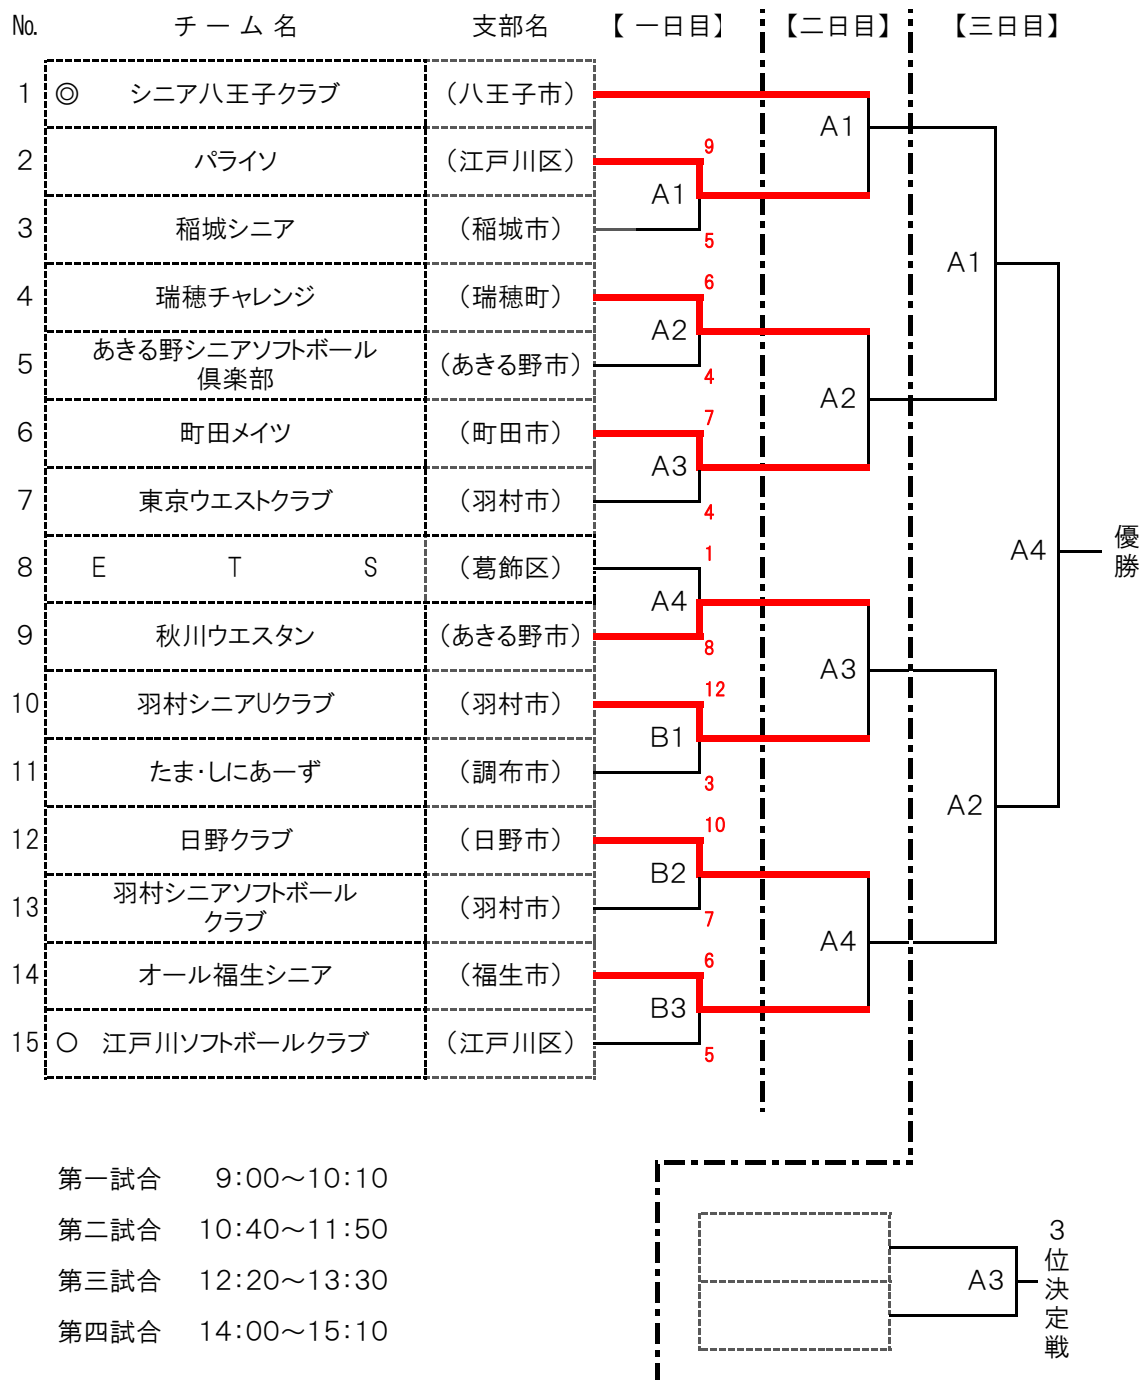 No. チーム名 支部名 【一日目】 【二日目】 【三日目】
1 ◎ シニア八王子クラブ （八王子市）
A1
9
2 パライソ （江戸川区）
A1
3 稲城シニア （稲城市）
5
A1
6
4 瑞穂チャレンジ （瑞穂町）
A2
5 あきる野シニアソフトボール
倶楽部
（あきる野市）
4
A2
7
6 町田メイツ （町田市）
A3
7 東京ウエストクラブ （羽村市）
4
A4
優勝
1
8 E T S （葛飾区）
A4
9 秋川ウエスタン （あきる野市）
8
A3
12
10 羽村シニアUクラブ （羽村市）
B1
11 たま・しにあーず （調布市）
3
A2
10
12 日野クラブ （日野市）
B2
13 羽村シニアソフトボール
クラブ
（羽村市）
7
A4
6
14 オール福生シニア （福生市）
B3
15 ○ 江戸川ソフトボールクラブ （江戸川区）
5
第一試合 9:00～10:10
第二試合 10:40～11:50
第三試合 12:20～13:30
第四試合 14:00～15:10
A3
3位決定戦